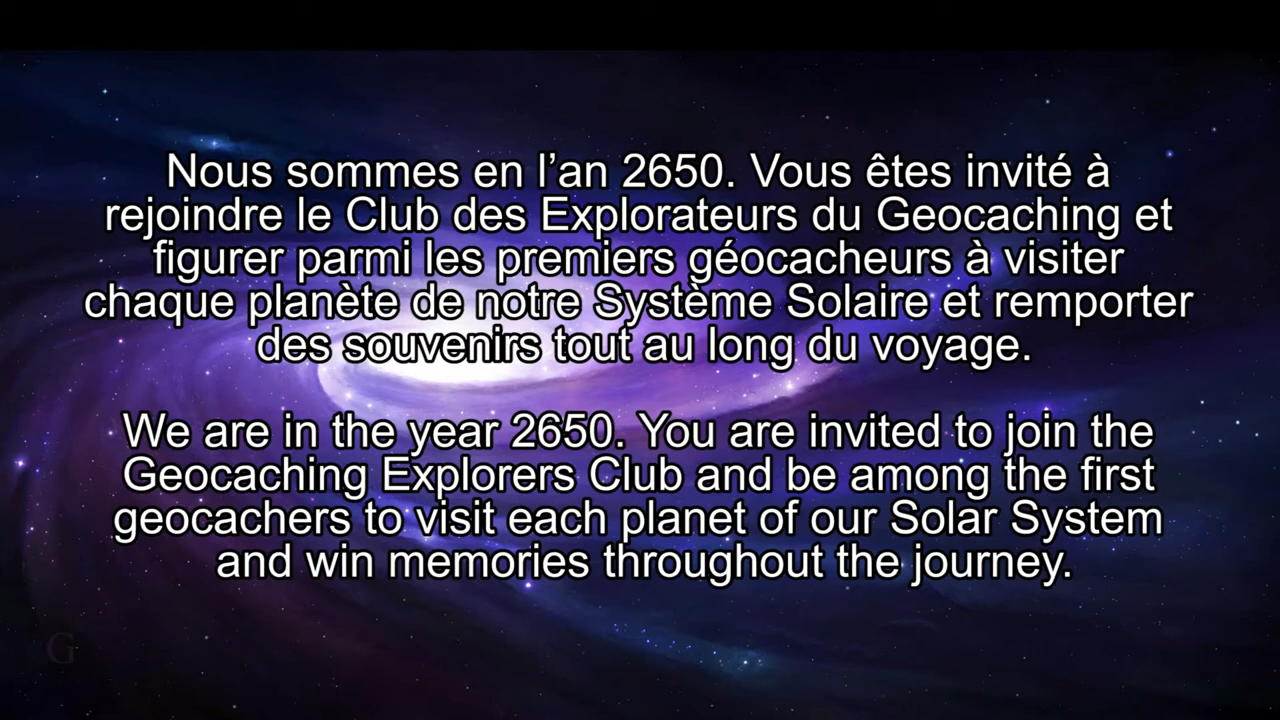 Nous sommes en l’an 2650. Vous êtes invité à
rejoindre le Club des Explorateurs du Geocaching et
figurer parmi les premiers géocacheurs à visiter
chaque planète de notre Système Solaire et remporter
des souvenirs tout au long du voyage.
We are in the year 2650. You are invited to join the
Geocaching Explorers Club and be among the first
geocachers to visit each planet of our Solar System
and win memories throughout the journey.
G